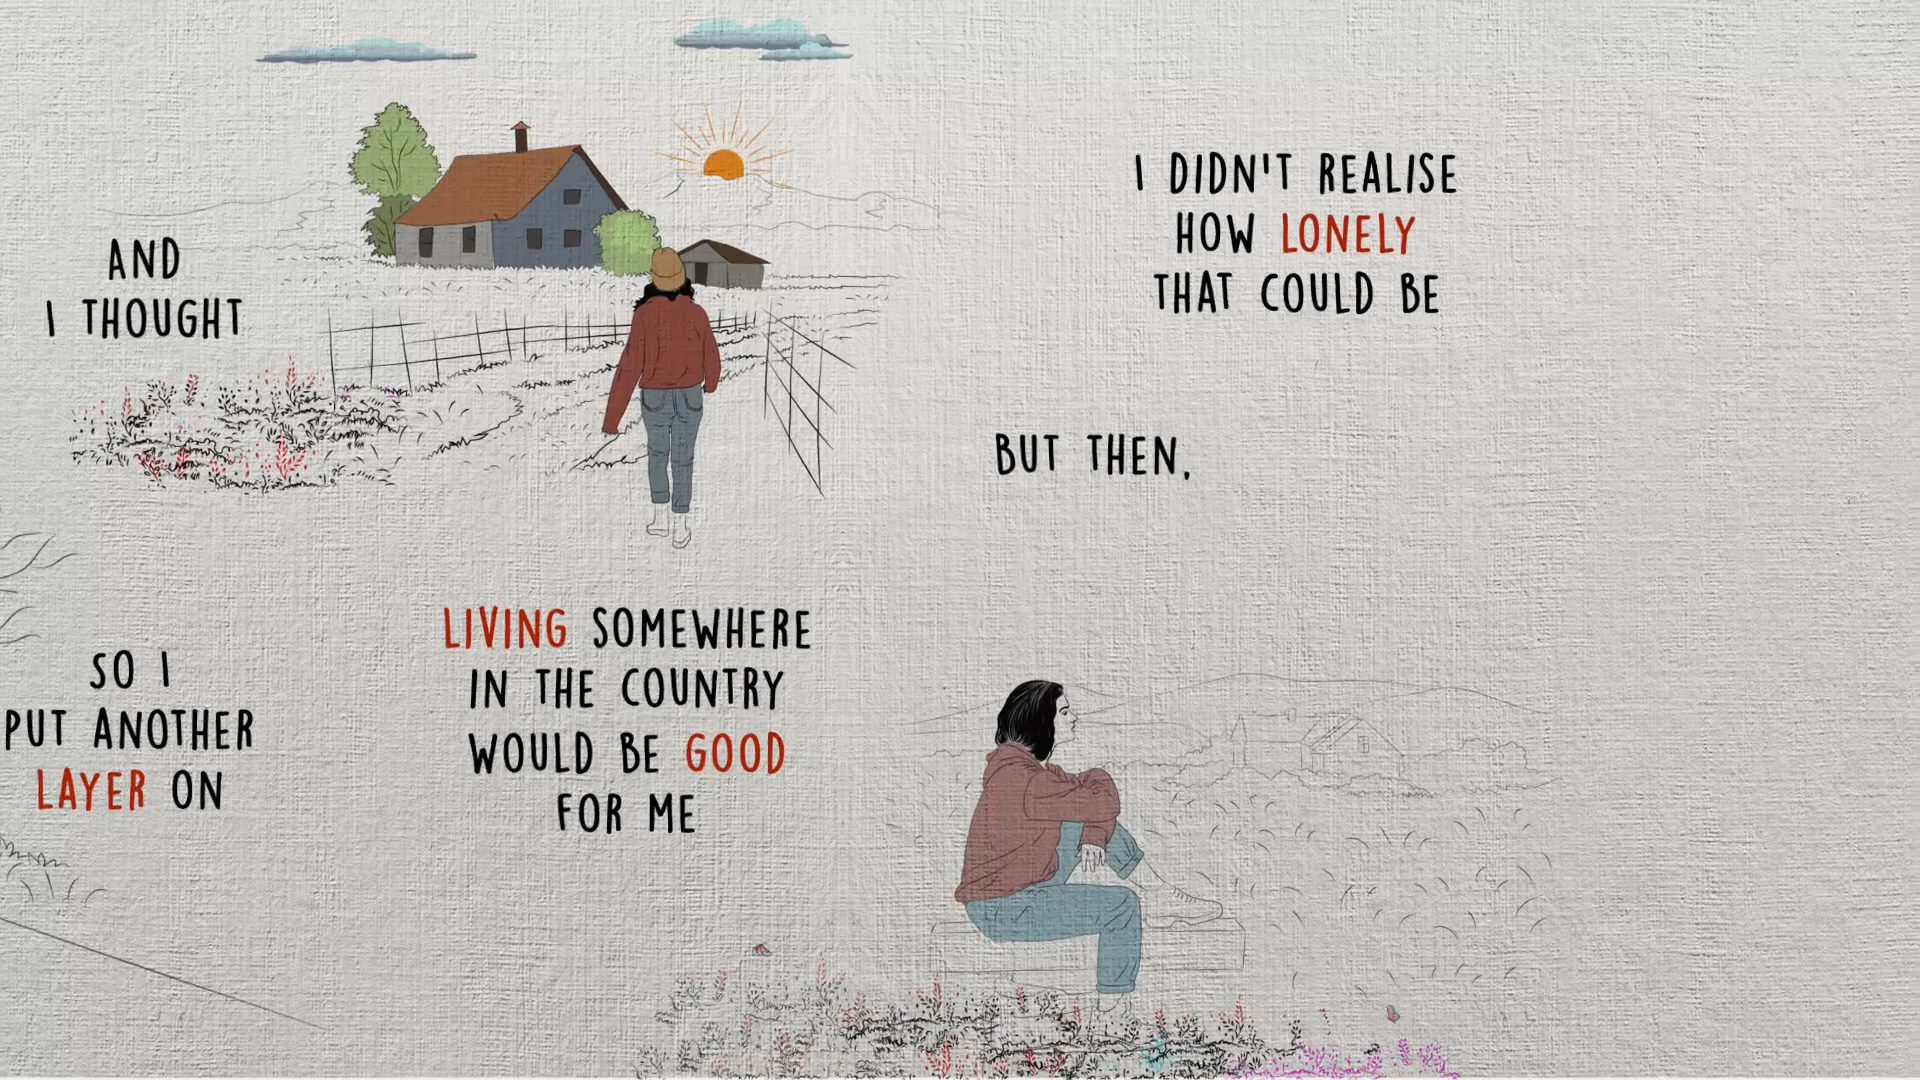 SO I
PUT ANOTHER
LAYER ON
AND
I THOUGHT
LIVING SOMEWHERE
IN THE COUNTRY
WOULD BE GOOD
FOR ME
BUT THEN,
I DIDN'T REALISE
HOW LONELY
THAT COULD BE